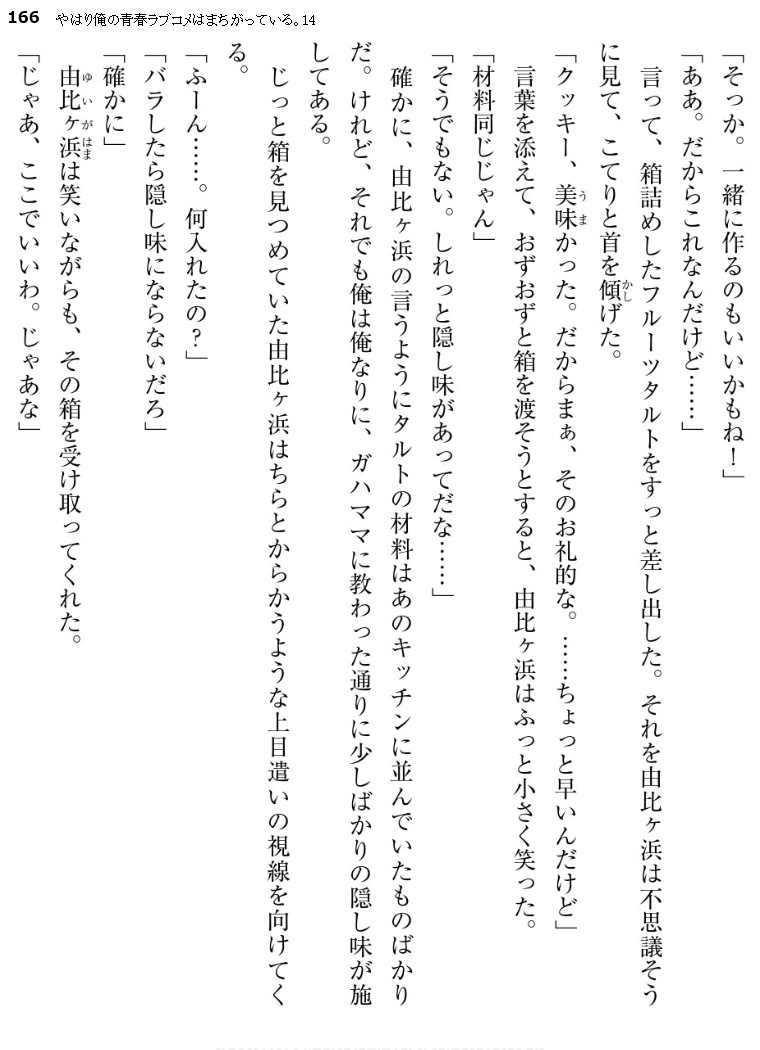 166 やはり俺の青春ラブコメはまちがっている。14
「そっか。一緒に作るのもいいかもね！」
「ああ。だからこれなんだけど……」
言って、箱詰めしたフルーツタルトをすっと差し出した。それを由比ヶ浜は不思議そう
に見て、こてりと首を傾げた。
「クッキー、美味かった。だからまぁ、そのお礼的な。……ちょっと早いんだけど」
言葉を添えて、おずおずと箱を渡そうとすると、由比ヶ浜はふっと小さく笑った。
「材料同じじゃん」
「そうでもない。しれっと隠し味があってだな……」
確かに、由比ヶ浜の言うようにタルトの材料はあのキッチンに並んでいたものばかり
だ。けれど、それでも俺は俺なりに、ガハママに教わった通りに少しばかりの隠し味が施
してある。
じっと箱を見つめていた由比ヶ浜はちらとからかうような上目遣いの視線を向けてく
る。
「ふーん……。何入れたの？」
「バラしたら隠し味にならないだろ」
「確かに」
由比ヶ浜は笑いながらも、その箱を受け取ってくれた。
「じゃあ、ここでいいわ。じゃあな」